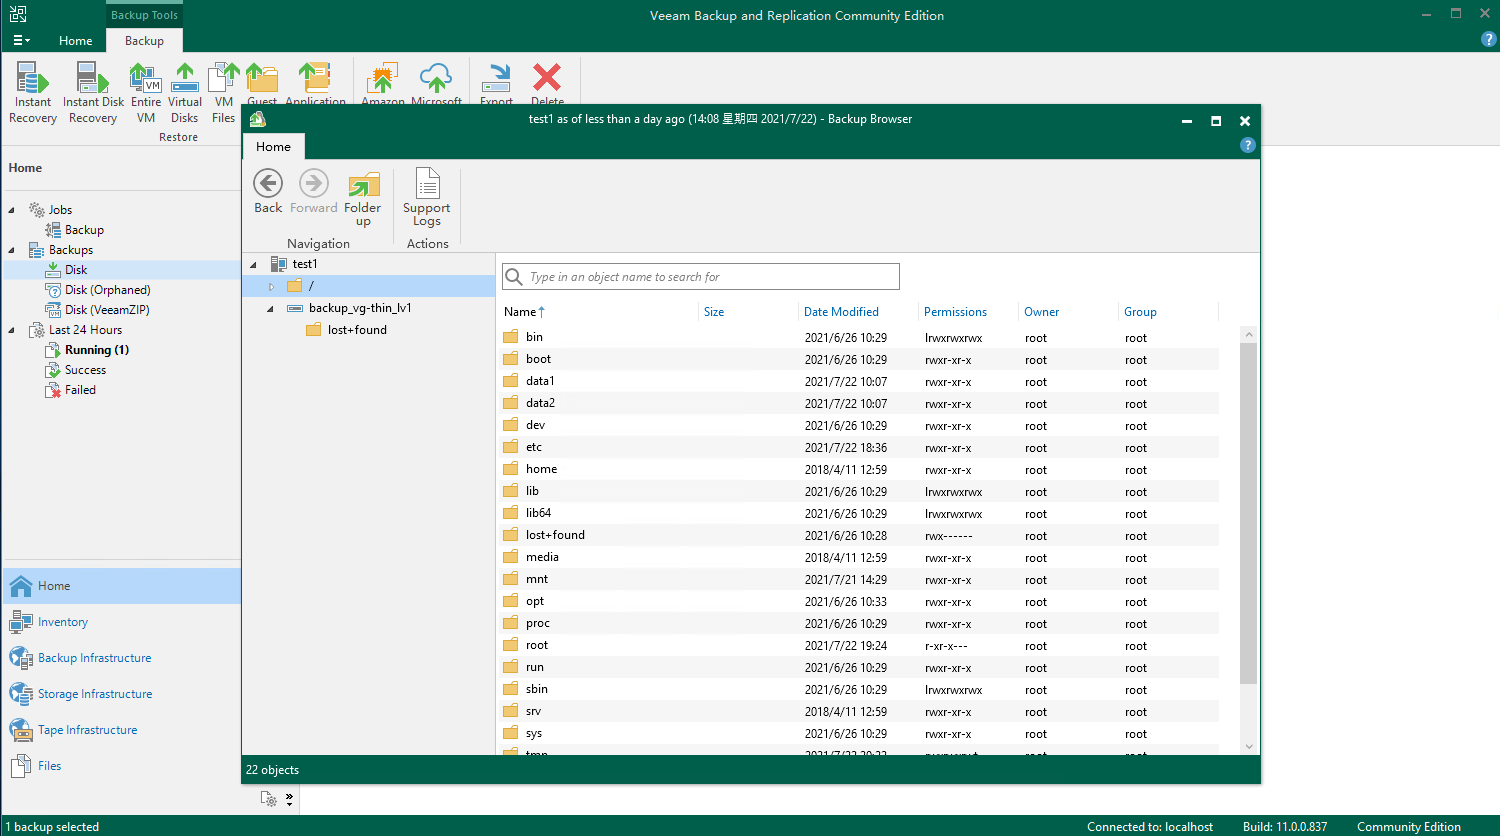 Backup Tools
Veeam Backup and Replication Community Edition
Home
Backup
Instant Recovery
Instant Disk Recovery
Entire VM
Virtual Disks
VM Files
Guest
Application
Amazon
Microsoft
Export
Delete
Restore
test1 as of less than a day ago (14:08 星期四 2021/7/22) - Backup Browser
Home
Back
Forward
Folder up
Support Logs
Navigation
Actions
Home
Jobs
Backup
Backups
Disk
Disk (Orphaned)
Disk (VeeamZIP)
Last 24 Hours
Running (1)
Success
Failed
Home
Inventory
Backup Infrastructure
Storage Infrastructure
Tape Infrastructure
Files
test1
/
backup_vg-thin_lv1
lost+found
Type in an object name to search for
Name Size Date Modified Permissions Owner Group
bin 2021/6/26 10:29 lrwxrwxrwx root root
boot 2021/6/26 10:29 rwxr-xr-x root root
data1 2021/7/22 10:07 rwxr-xr-x root root
data2 2021/7/22 10:07 rwxr-xr-x root root
dev 2021/6/26 10:29 rwxr-xr-x root root
etc 2021/7/22 18:36 rwxr-xr-x root root
home 2018/4/11 12:59 rwxr-xr-x root root
lib 2021/6/26 10:29 lrwxrwxrwx root root
lib64 2021/6/26 10:29 lrwxrwxrwx root root
lost+found 2021/6/26 10:28 rwx------ root root
media 2018/4/11 12:59 rwxr-xr-x root root
mnt 2021/7/21 14:29 rwxr-xr-x root root
opt 2021/6/26 10:33 rwxr-xr-x root root
proc 2021/6/26 10:29 rwxr-xr-x root root
root 2021/7/22 19:24 r-xr-x--- root root
run 2021/6/26 10:29 rwxr-xr-x root root
sbin 2021/6/26 10:29 lrwxrwxrwx root root
srv 2018/4/11 12:59 rwxr-xr-x root root
sys 2021/6/26 10:29 rwxr-xr-x root root
tmp
22 objects
1 backup selected
Connected to: localhost
Build: 11.0.0.837
Community Edition